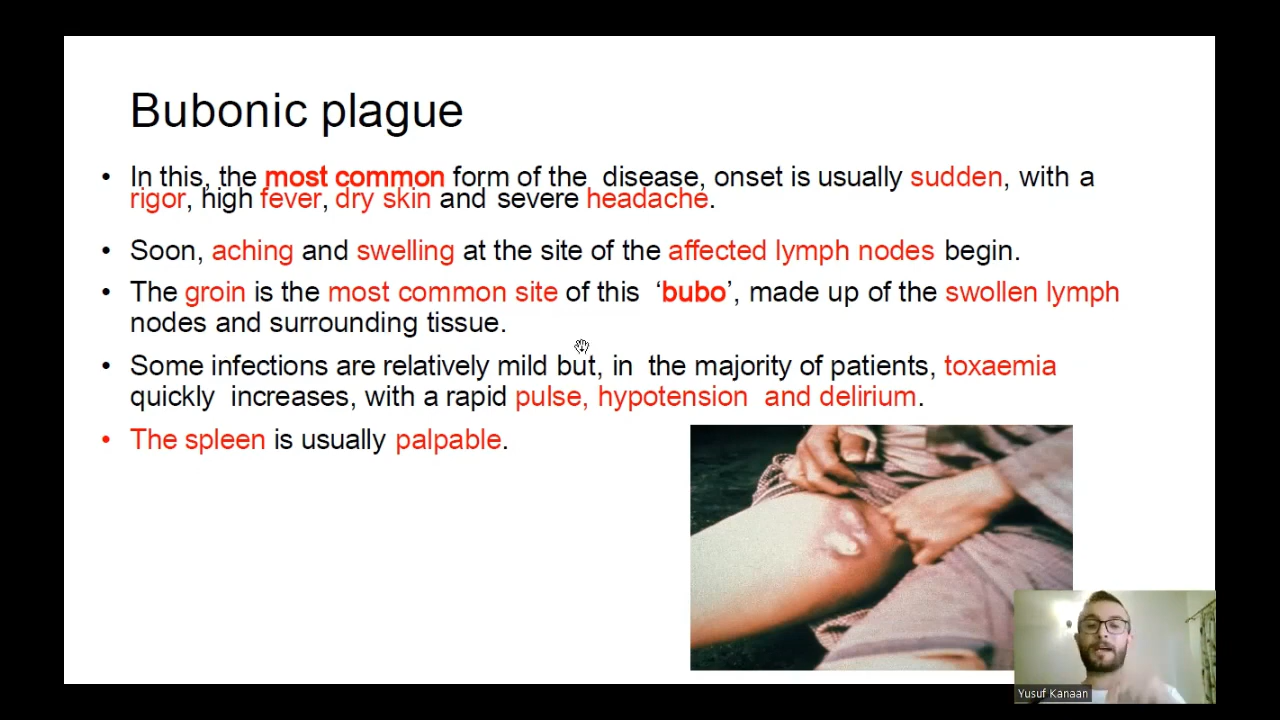 Bubonic plague
• In this, the most common form of the disease, onset is usually sudden, with a
rigor, high fever, dry skin and severe headache.
• Soon, aching and swelling at the site of the affected lymph nodes begin.
• The groin is the most common site of this ‘bubo’, made up of the swollen lymph
nodes and surrounding tissue.
• Some infections are relatively mild but, in the majority of patients, toxaemia
quickly increases, with a rapid pulse, hypotension and delirium.
• The spleen is usually palpable.
Yusuf Kanaan